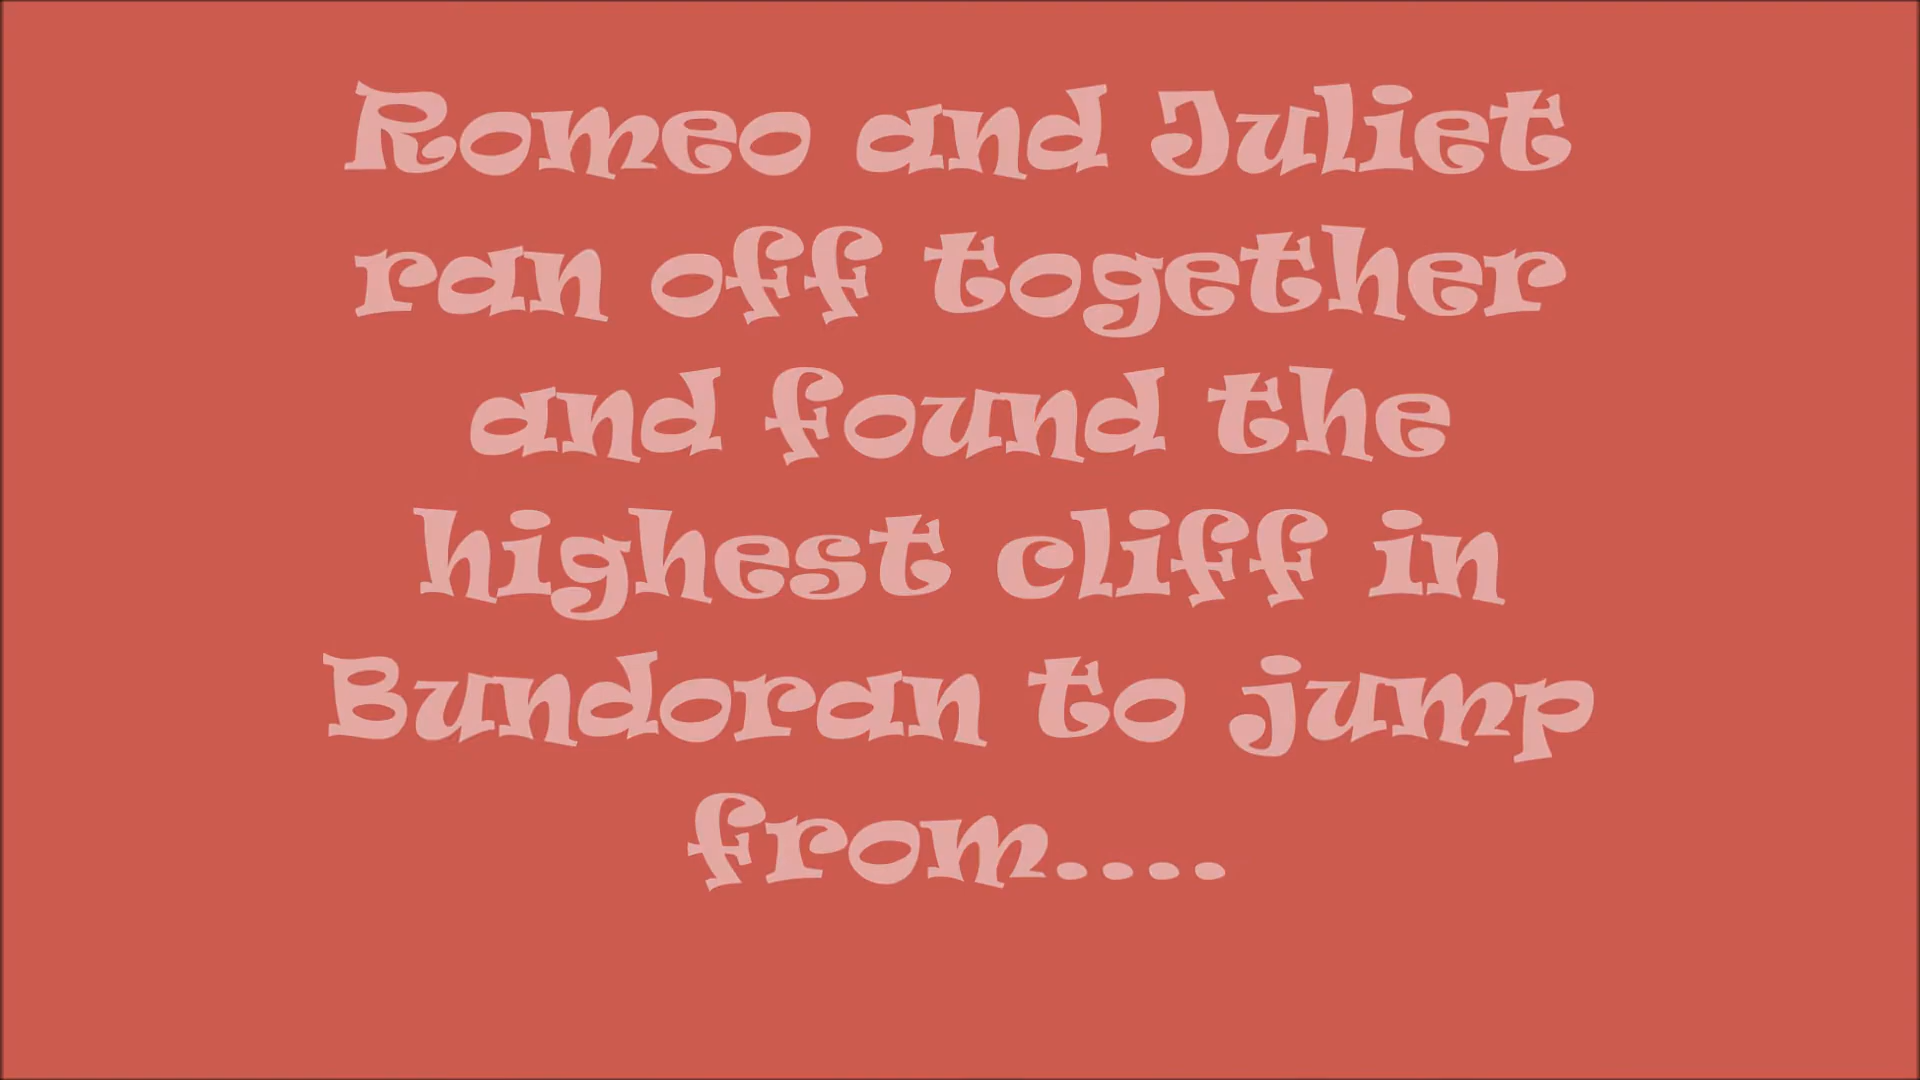 Romeo and Juliet
ran off together
and found the
highest cliff in
Bundoran to jump
from....